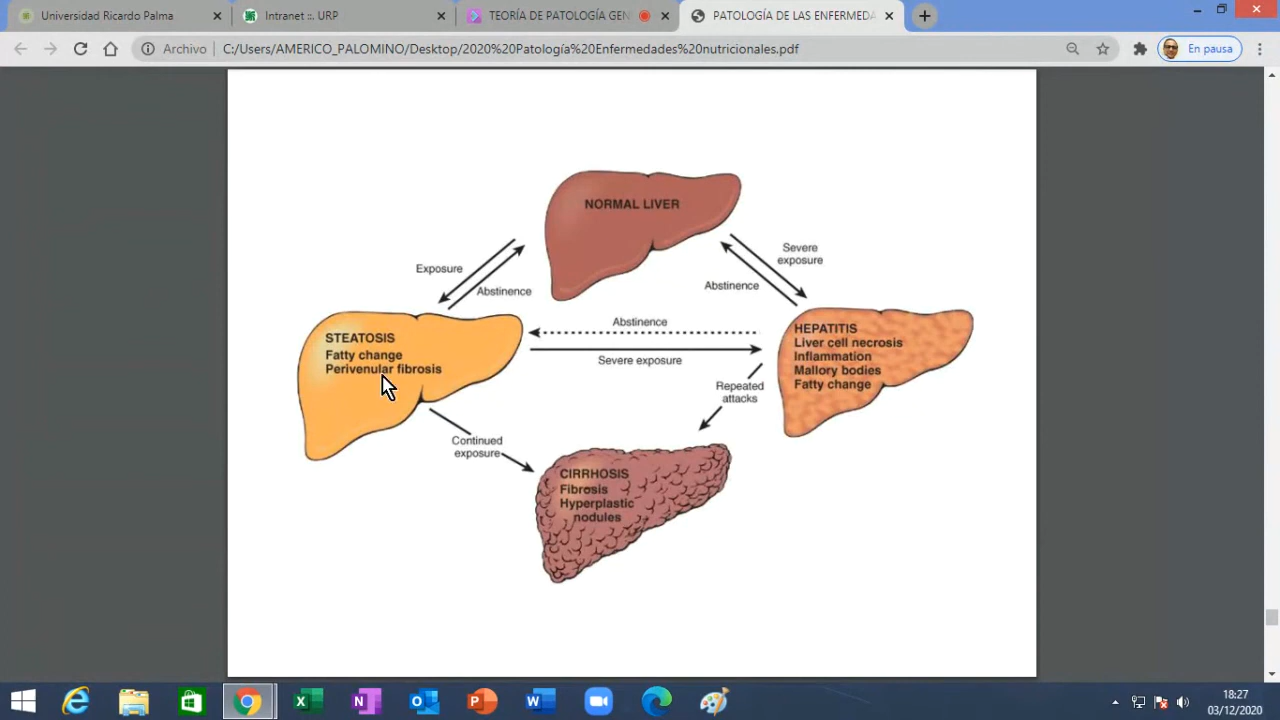 Universidad Ricardo Palma
Intranet ::. URP
TEORÍA DE PATOLOGÍA GEN
PATOLOGÍA DE LAS ENFERMEDA
Archivo
C:/Users/AMERICO_PALOMINO/Desktop/2020%20Patología%20Enfermedades%20nutricionales.pdf
En pausa
NORMAL LIVER
Exposure
Abstinence
Severe
exposure
Abstinence
STEATOSIS
Fatty change
Perivenular fibrosis
Abstinence
Severe exposure
HEPATITIS
Liver cell necrosis
Inflammation
Mallory bodies
Fatty change
Repeated
attacks
Continued
exposure
CIRRHOSIS
Fibrosis
Hyperplastic
nodules
18:27
03/12/2020